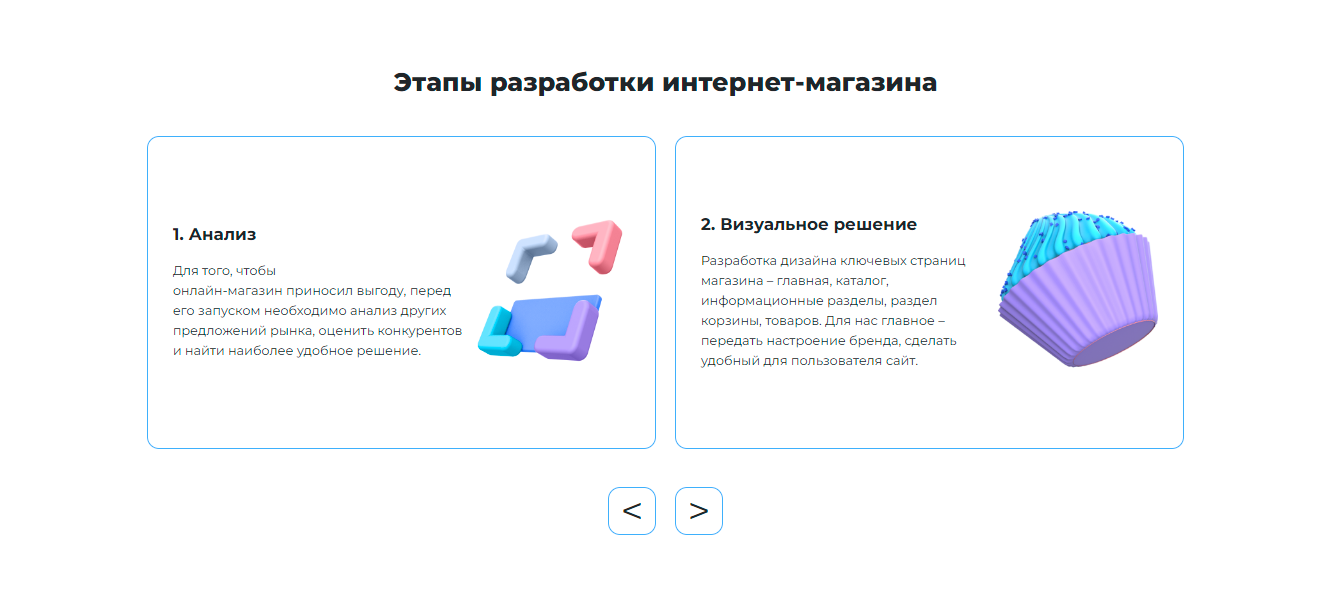 Этапы разработки интернет-магазина
1. Анализ
Для того, чтобы
онлайн-магазин приносил выгоду, перед
его запуском необходимо анализ других
предложений рынка, оценить конкурентов
и найти наиболее удобное решение.
2. Визуальное решение
Разработка дизайна ключевых страниц
магазина – главная, каталог,
информационные разделы, раздел
корзины, товаров. Для нас главное –
передать настроение бренда, сделать
удобный для пользователя сайт.
< >